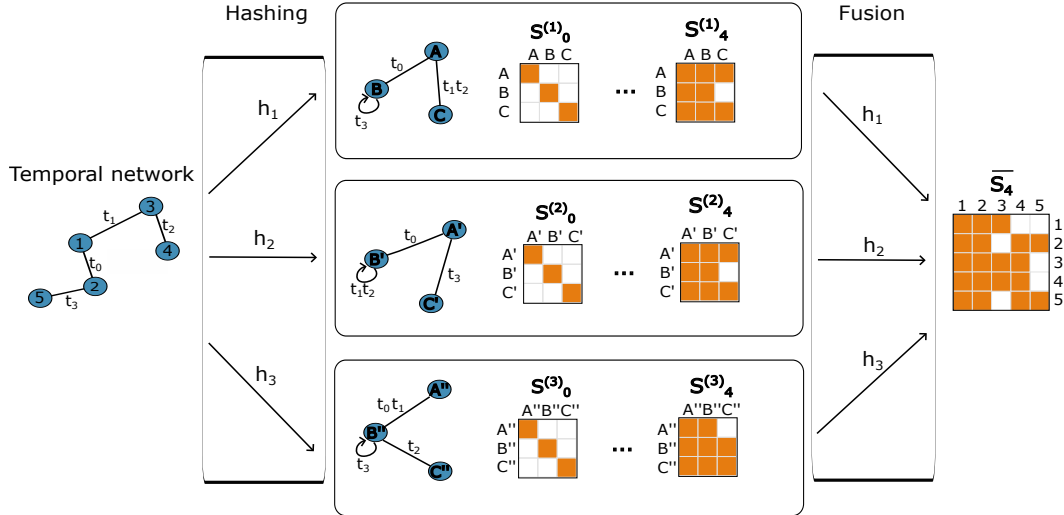 Hashing
Fusion
Temporal network
1
2
3
4
5
t₀
t₁
t₂
t₃
h₁
h₂
h₃
A
B
C
t₀
t₁t₂
t₃
S⁽¹⁾₀
A B C
A
B
C
...
S⁽¹⁾₄
A B C
A
B
C
A'
B'
C'
t₀
t₃
t₁t₂
S⁽²⁾₀
A' B' C'
A'
B'
C'
...
S⁽²⁾₄
A' B' C'
A'
B'
C'
A''
B''
C''
t₀t₁
t₂
t₃
S⁽³⁾₀
A''B''C''
A''
B''
C''
...
S⁽³⁾₄
A''B''C''
A''
B''
C''
h₁
h₂
h₃
S̅₄
1 2 3 4 5
1
2
3
4
5